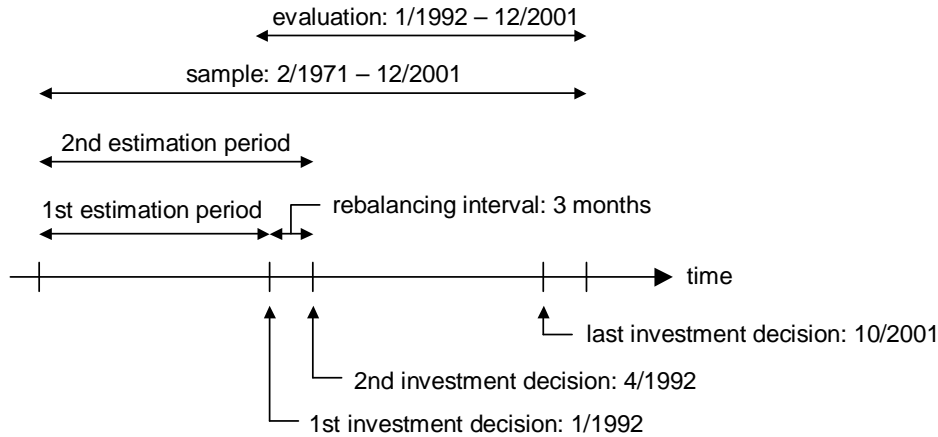 evaluation: 1/1992 – 12/2001
sample: 2/1971 – 12/2001
2nd estimation period
1st estimation period
rebalancing interval: 3 months
time
last investment decision: 10/2001
2nd investment decision: 4/1992
1st investment decision: 1/1992